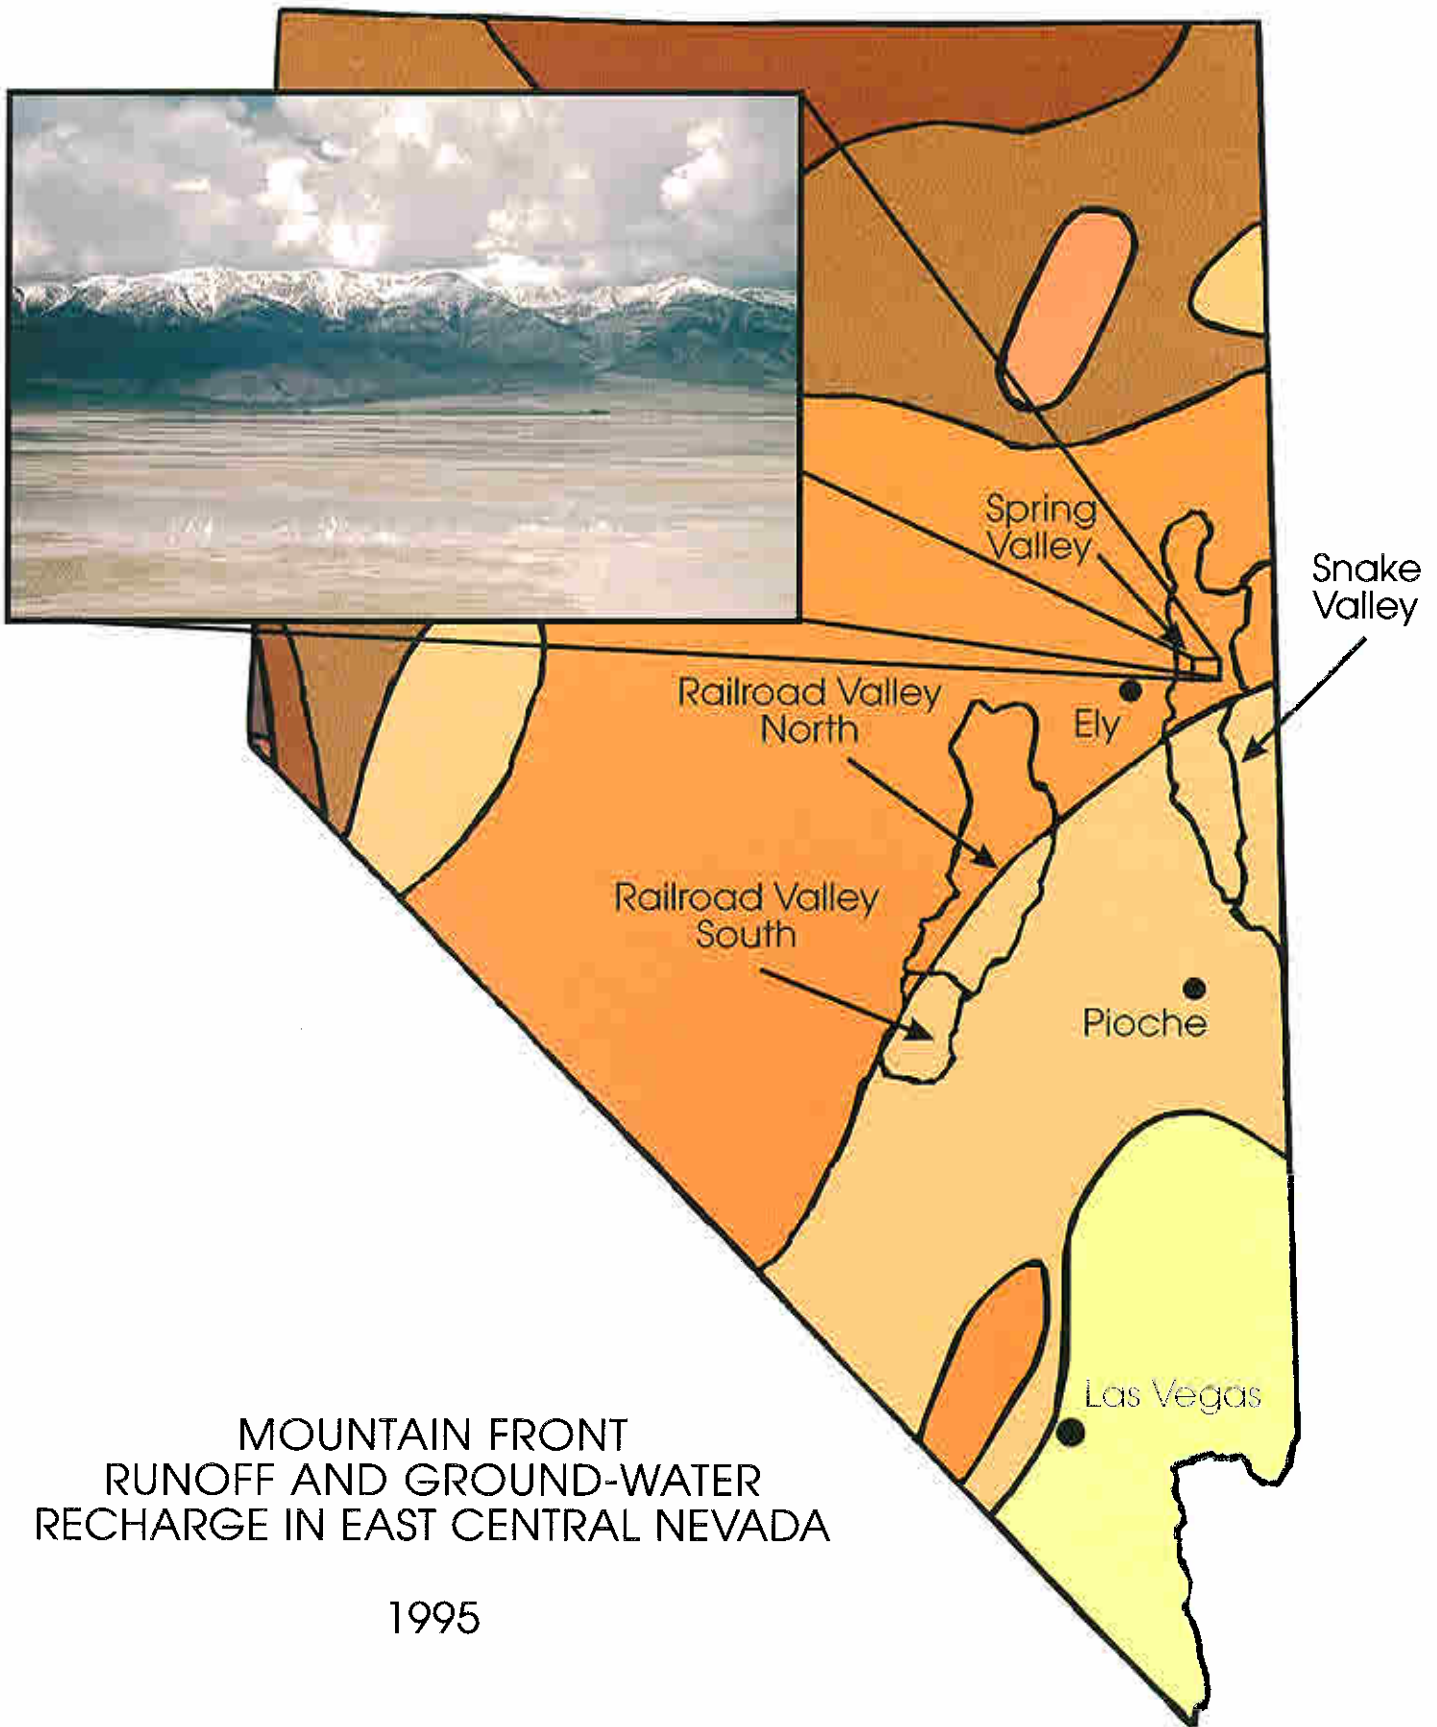 Spring
Valley
Snake
Valley
Railroad Valley
North
Ely
Railroad Valley
South
Pioche
Las Vegas
MOUNTAIN FRONT
RUNOFF AND GROUND-WATER
RECHARGE IN EAST CENTRAL NEVADA
1995